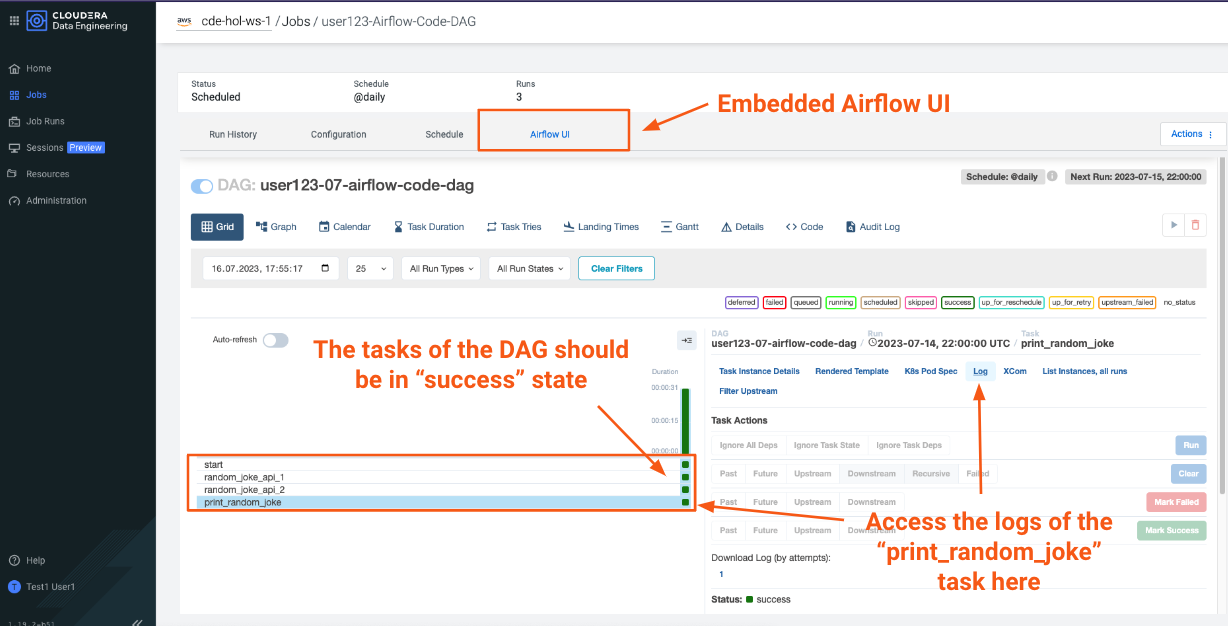 CLOUDERA
Data Engineering
Home
Jobs
Job Runs
Sessions Preview
Resources
Administration
Help
T Test1 User1
aws cde-hol-ws-1 / Jobs / user123-Airflow-Code-DAG
Status Schedule Runs
Scheduled @daily 3
Embedded Airflow UI
Run History Configuration Schedule Airflow UI Actions
DAG: user123-07-airflow-code-dag
Schedule: @daily Next Run: 2023-07-15, 22:00:00
Grid Graph Calendar Task Duration Task Tries Landing Times Gantt Details Code Audit Log
16.07.2023, 17:55:17 25 All Run Types All Run States Clear Filters
deferred failed queued running scheduled skipped success up_for_reschedule up_for_retry upstream_failed no_status
Auto-refresh
The tasks of the DAG should
be in “success” state
Duration
00:00:31
00:00:15
00:00:00
start
random_joke_api_1
random_joke_api_2
print_random_joke
DAG Run Task
user123-07-airflow-code-dag / 2023-07-14, 22:00:00 UTC / print_random_joke
Task Instance Details Rendered Template K8s Pod Spec Log XCom List Instances, all runs
Filter Upstream
Task Actions
Ignore All Deps Ignore Task State Ignore Task Deps Run
Past Future Upstream Downstream Recursive Failed Clear
Past Future Upstream Downstream Mark Failed
Past Future Upstream Downstream Mark Success
Access the logs of the
“print_random_joke”
task here
Download Log (by attempts):
1
Status: success